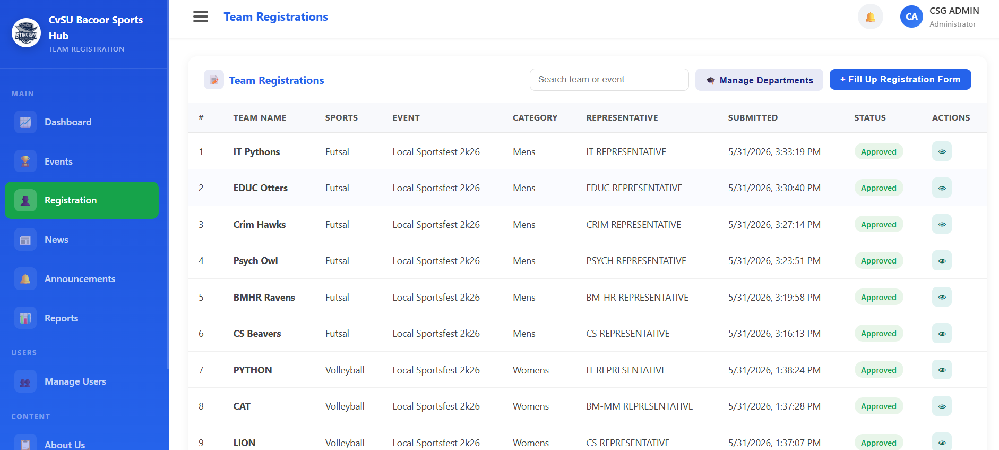 CvSU Bacoor Sports
Hub
TEAM REGISTRATION
MAIN
Dashboard
Events
Registration
News
Announcements
Reports
USERS
Manage Users
CONTENT
About Us
Team Registrations
CA
CSG ADMIN
Administrator
Team Registrations
Search team or event...
Manage Departments
+ Fill Up Registration Form
# TEAM NAME SPORTS EVENT CATEGORY REPRESENTATIVE SUBMITTED STATUS ACTIONS
1 IT Pythons Futsal Local Sportsfest 2k26 Mens IT REPRESENTATIVE 5/31/2026, 3:33:19 PM Approved
2 EDUC Otters Futsal Local Sportsfest 2k26 Mens EDUC REPRESENTATIVE 5/31/2026, 3:30:40 PM Approved
3 Crim Hawks Futsal Local Sportsfest 2k26 Mens CRIM REPRESENTATIVE 5/31/2026, 3:27:14 PM Approved
4 Psych Owl Futsal Local Sportsfest 2k26 Mens PSYCH REPRESENTATIVE 5/31/2026, 3:23:51 PM Approved
5 BMHR Ravens Futsal Local Sportsfest 2k26 Mens BM-HR REPRESENTATIVE 5/31/2026, 3:19:58 PM Approved
6 CS Beavers Futsal Local Sportsfest 2k26 Mens CS REPRESENTATIVE 5/31/2026, 3:16:13 PM Approved
7 PYTHON Volleyball Local Sportsfest 2k26 Womens IT REPRESENTATIVE 5/31/2026, 1:38:24 PM Approved
8 CAT Volleyball Local Sportsfest 2k26 Womens BM-MM REPRESENTATIVE 5/31/2026, 1:37:28 PM Approved
9 LION Volleyball Local Sportsfest 2k26 Womens CS REPRESENTATIVE 5/31/2026, 1:37:07 PM Approved